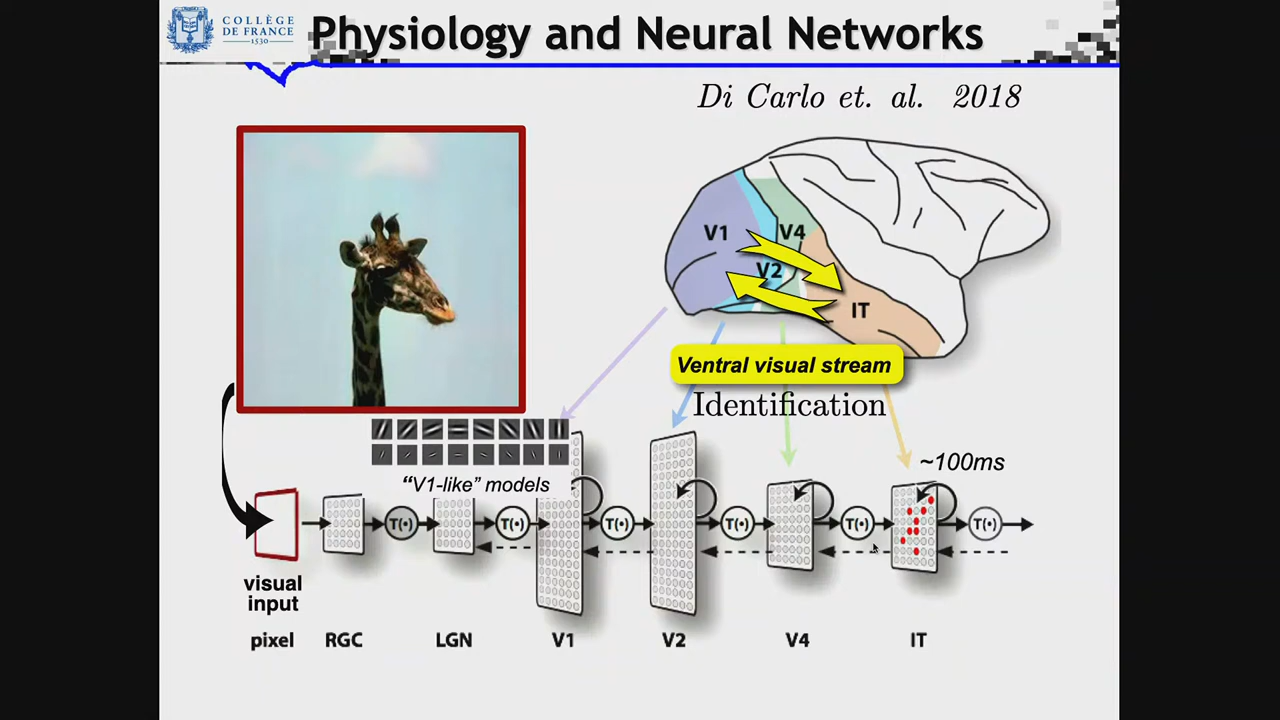 COLLÈGE
DE FRANCE
1530
Physiology and Neural Networks
Di Carlo et. al. 2018
V1
V4
V2
IT
Ventral visual stream
Identification
~100ms
“V1-like” models
T(•)
T(•)
T(•)
T(•)
T(•)
T(•)
visual
input
pixel
RGC
LGN
V1
V2
V4
IT